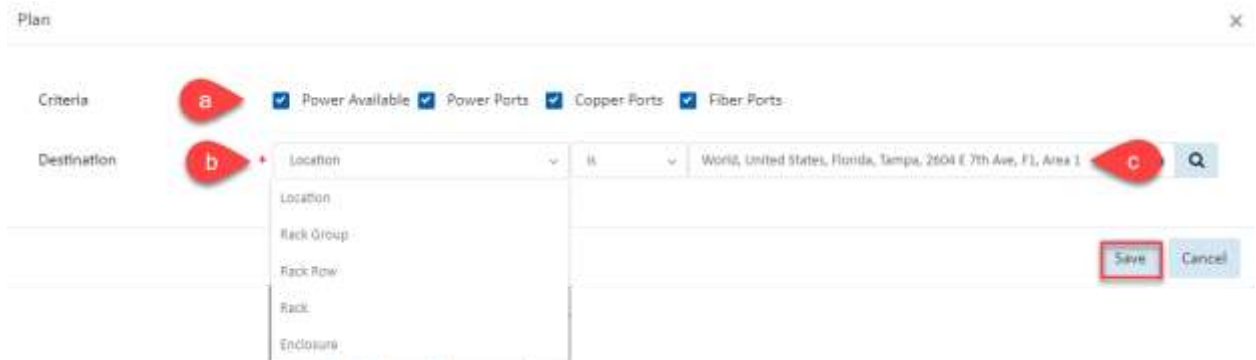 Plan
Criteria a Power Available Power Ports Copper Ports Fiber Ports
Destination b * Location is World, United States, Florida, Tampa, 2604 E 7th Ave, F1, Area 1 c
Location
Rack Group
Rack Row
Rack
Enclosure
Save Cancel